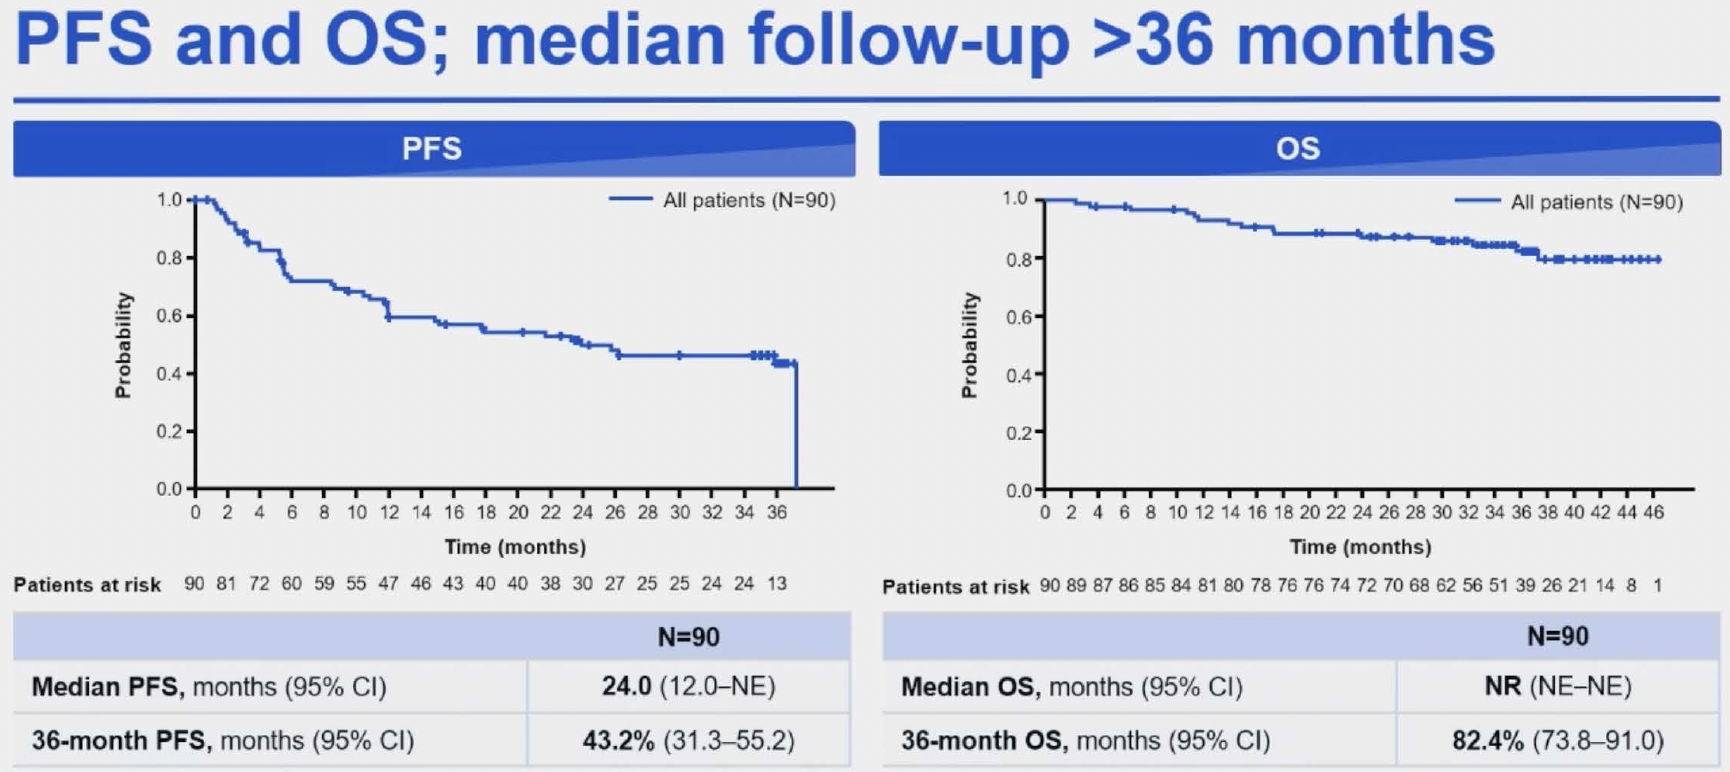 PFS and OS; median follow-up >36 months
PFS
1.0
0.8
0.6
0.4
0.2
0.0
Probability
All patients (N=90)
0 2 4 6 8 10 12 14 16 18 20 22 24 26 28 30 32 34 36
Time (months)
Patients at risk 90 81 72 60 59 55 47 46 43 40 40 38 30 27 25 25 24 24 13
N=90
Median PFS, months (95% CI) 24.0 (12.0–NE)
36-month PFS, months (95% CI) 43.2% (31.3–55.2)
OS
1.0
0.8
0.6
0.4
0.2
0.0
Probability
All patients (N=90)
0 2 4 6 8 10 12 14 16 18 20 22 24 26 28 30 32 34 36 38 40 42 44 46
Time (months)
Patients at risk 90 89 87 86 85 84 81 80 78 76 76 74 72 70 68 62 56 51 39 26 21 14 8 1
N=90
Median OS, months (95% CI) NR (NE–NE)
36-month OS, months (95% CI) 82.4% (73.8–91.0)